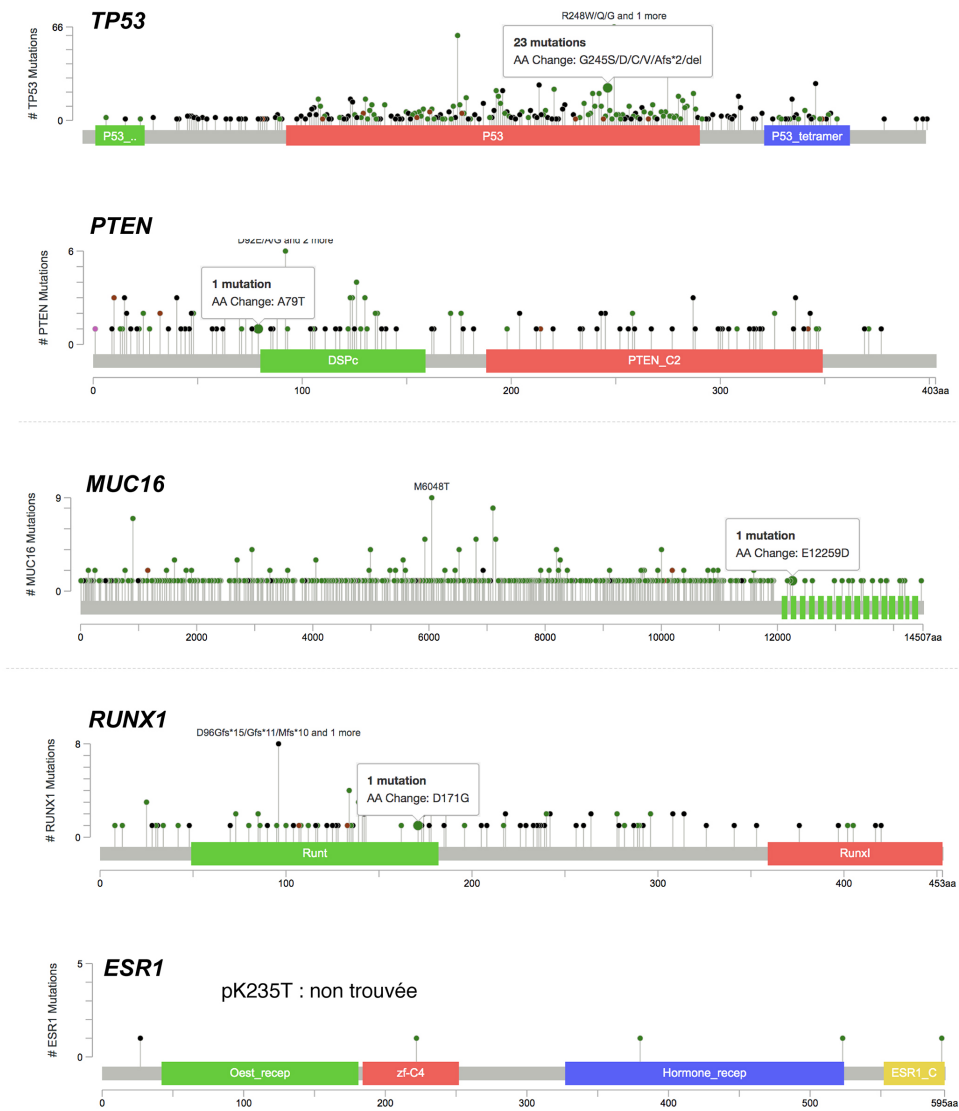 TP53
R248W/Q/G and 1 more
66
0
# TP53 Mutations
23 mutations
AA Change: G245S/D/C/V/Afs*2/del
P53_..
P53
P53_tetramer
PTEN
D92E/A/G and 2 more
6
0
# PTEN Mutations
1 mutation
AA Change: A79T
DSPc
PTEN_C2
0 100 200 300 403aa
MUC16
M6048T
9
0
# MUC16 Mutations
1 mutation
AA Change: E12259D
0 2000 4000 6000 8000 10000 12000 14507aa
RUNX1
D96Gfs*15/Gfs*11/Mfs*10 and 1 more
8
0
# RUNX1 Mutations
1 mutation
AA Change: D171G
Runt
RunxI
0 100 200 300 400 453aa
ESR1
5
0
# ESR1 Mutations
pK235T : non trouvée
Oest_recep
zf-C4
Hormone_recep
ESR1_C
0 100 200 300 400 500 595aa